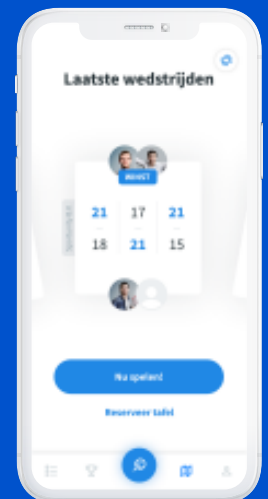 Laatste wedstrijden
WINST
21 17 21
18 21 15
Nu spelen!
Reserveer tafel